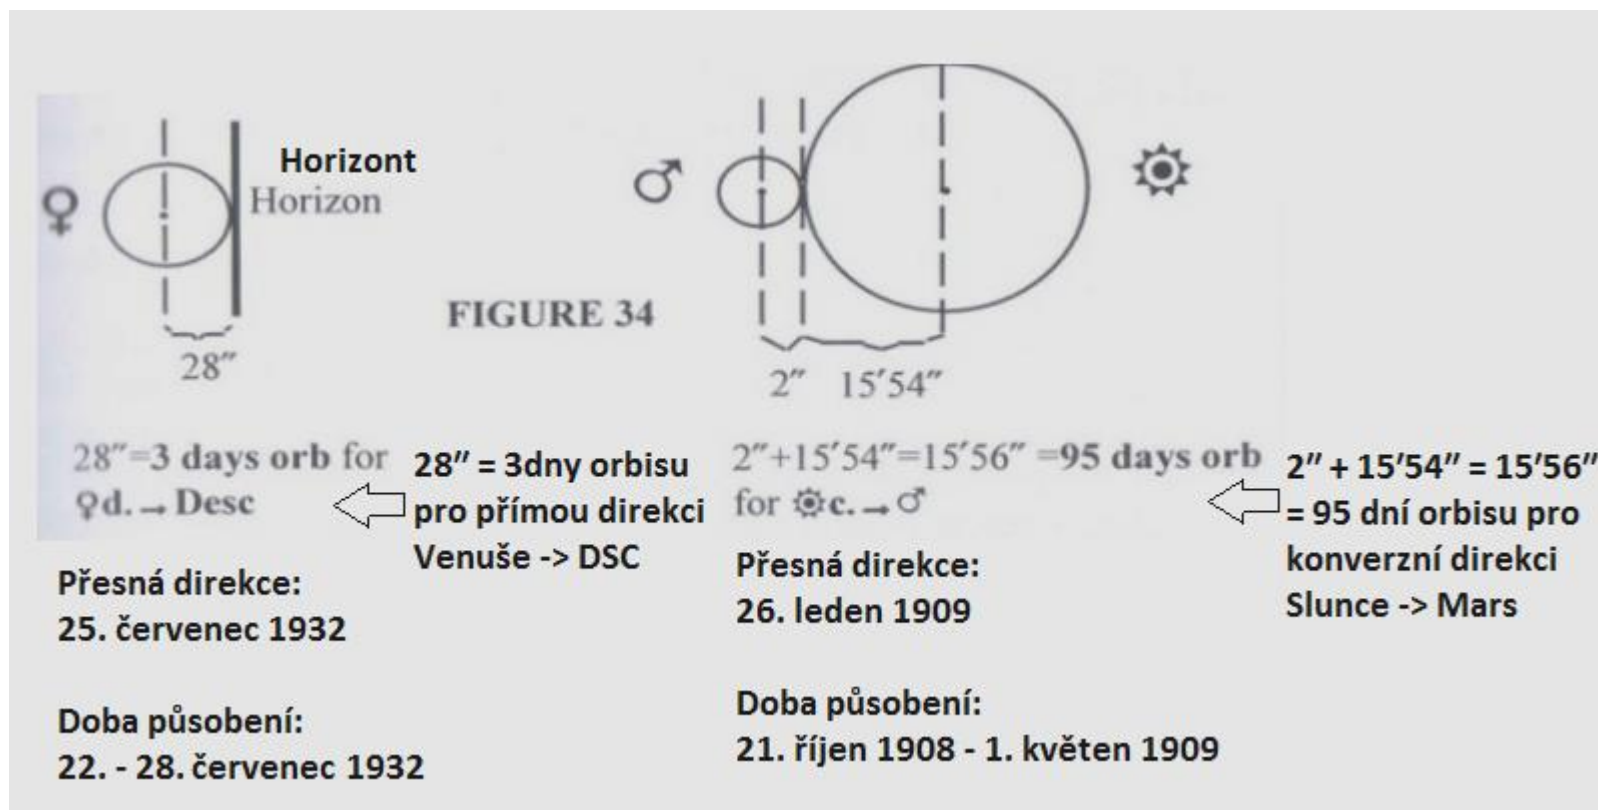 ♀
Horizont
Horizon
28″
28″=3 days orb for
♀d. → Desc
28″ = 3dny orbisu
pro přímou direkci
Venuše -> DSC
Přesná direkce:
25. červenec 1932
Doba působení:
22. - 28. červenec 1932
FIGURE 34
♂
2″ 15′54″
2″+15′54″=15′56″ =95 days orb
for ☼c. → ♂
2″ + 15′54″ = 15′56″
= 95 dní orbisu pro
konverzní direkci
Slunce -> Mars
Přesná direkce:
26. leden 1909
Doba působení:
21. říjen 1908 - 1. květen 1909